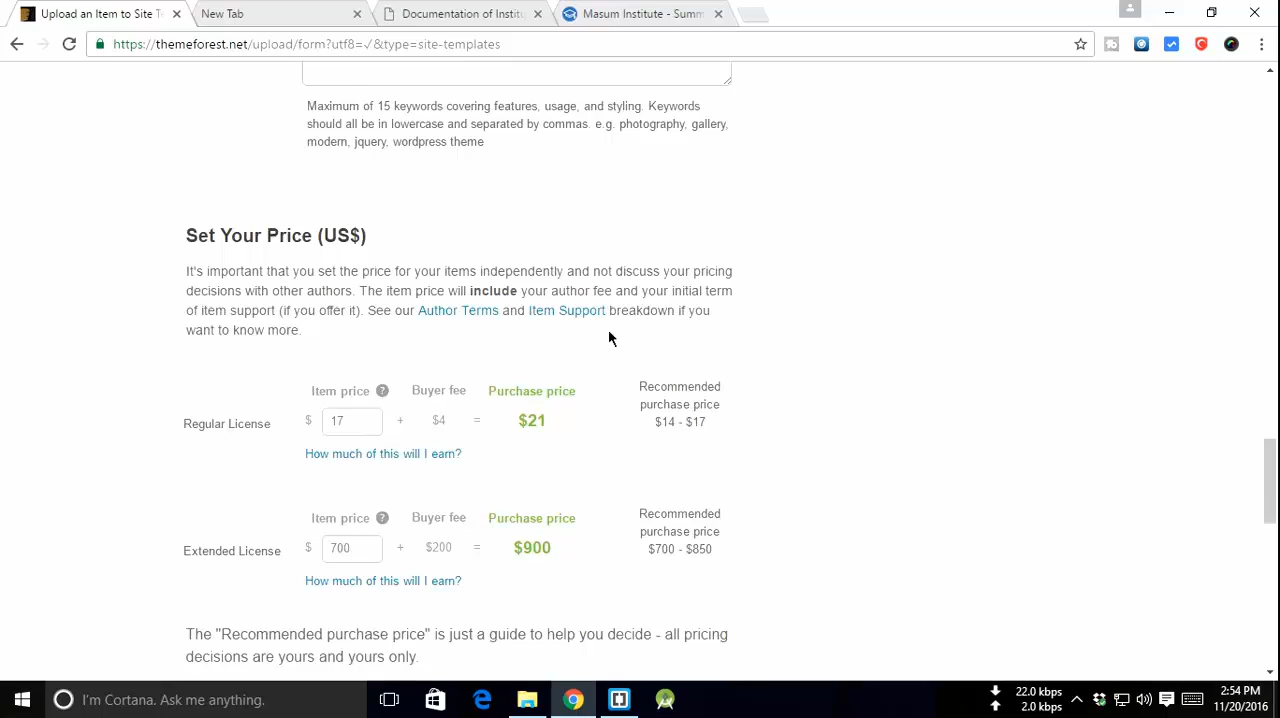 Upload an Item to Site T
New Tab
Documentation of Institu
Masum Institute - Summ
https://themeforest.net/upload/form?utf8=✓&type=site-templates
Maximum of 15 keywords covering features, usage, and styling. Keywords
should all be in lowercase and separated by commas. e.g. photography, gallery,
modern, jquery, wordpress theme
Set Your Price (US$)
It's important that you set the price for your items independently and not discuss your pricing
decisions with other authors. The item price will include your author fee and your initial term
of item support (if you offer it). See our Author Terms and Item Support breakdown if you
want to know more.
Item price ? Buyer fee Purchase price Recommended purchase price
Regular License $ 17 + $4 = $21 $14 - $17
How much of this will I earn?
Item price ? Buyer fee Purchase price Recommended purchase price
Extended License $ 700 + $200 = $900 $700 - $850
How much of this will I earn?
The "Recommended purchase price" is just a guide to help you decide - all pricing
decisions are yours and yours only.
I'm Cortana. Ask me anything.
22.0 kbps
2.0 kbps
2:54 PM
11/20/2016